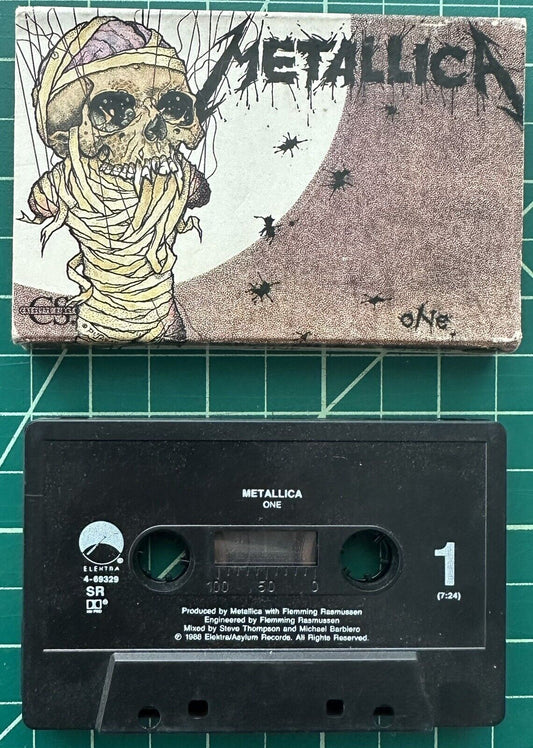 METALLICA
CS
one.
METALLICA
ONE
ELEKTRA
4-69329
SR
100 50 0
1
(7:24)
Produced by Metallica with Flemming Rasmussen
Engineered by Flemming Rasmussen
Mixed by Steve Thompson and Michael Barbiero
℗ 1988 Elektra/Asylum Records. All Rights Reserved.